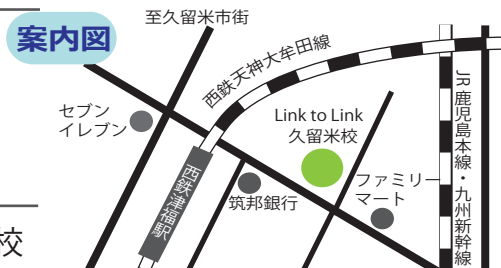 案内図
至久留米市街
西鉄天神大牟田線
セブン
イレブン
Link to Link
久留米校
JR鹿児島本線・九州新幹線
西鉄津福駅
筑邦銀行
ファミリー
マート
校